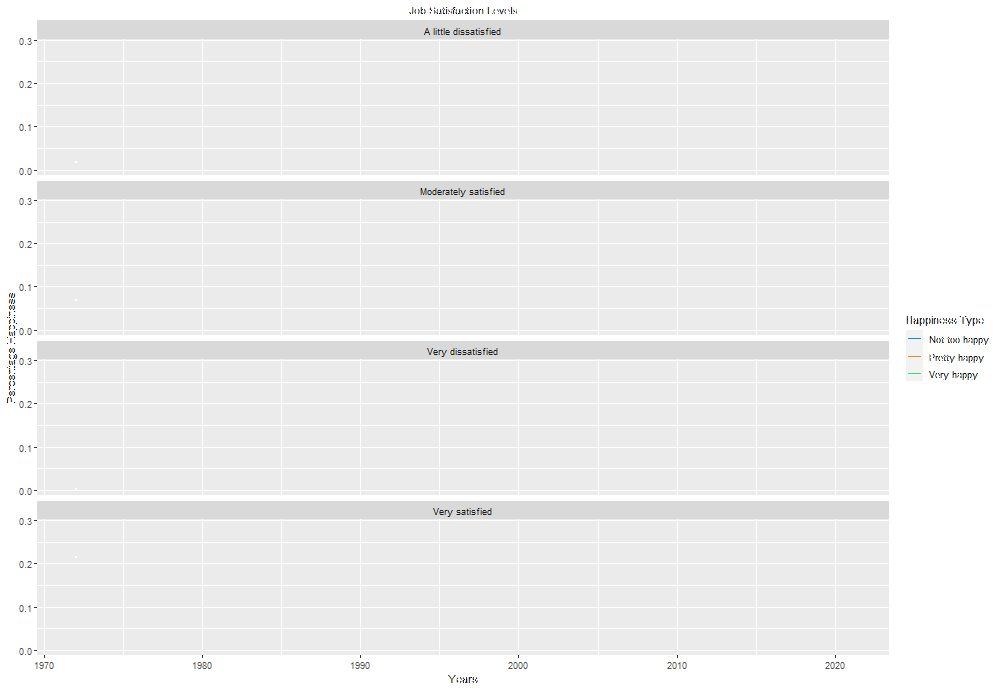 Job Satisfaction Levels
A little dissatisfied
0.3
0.2
0.1
0.0
Moderately satisfied
0.3
0.2
0.1
0.0
Very dissatisfied
0.3
0.2
0.1
0.0
Very satisfied
0.3
0.2
0.1
0.0
1970 1980 1990 2000 2010 2020
Years
Happiness
Happiness Type
Not too happy
Pretty happy
Very happy